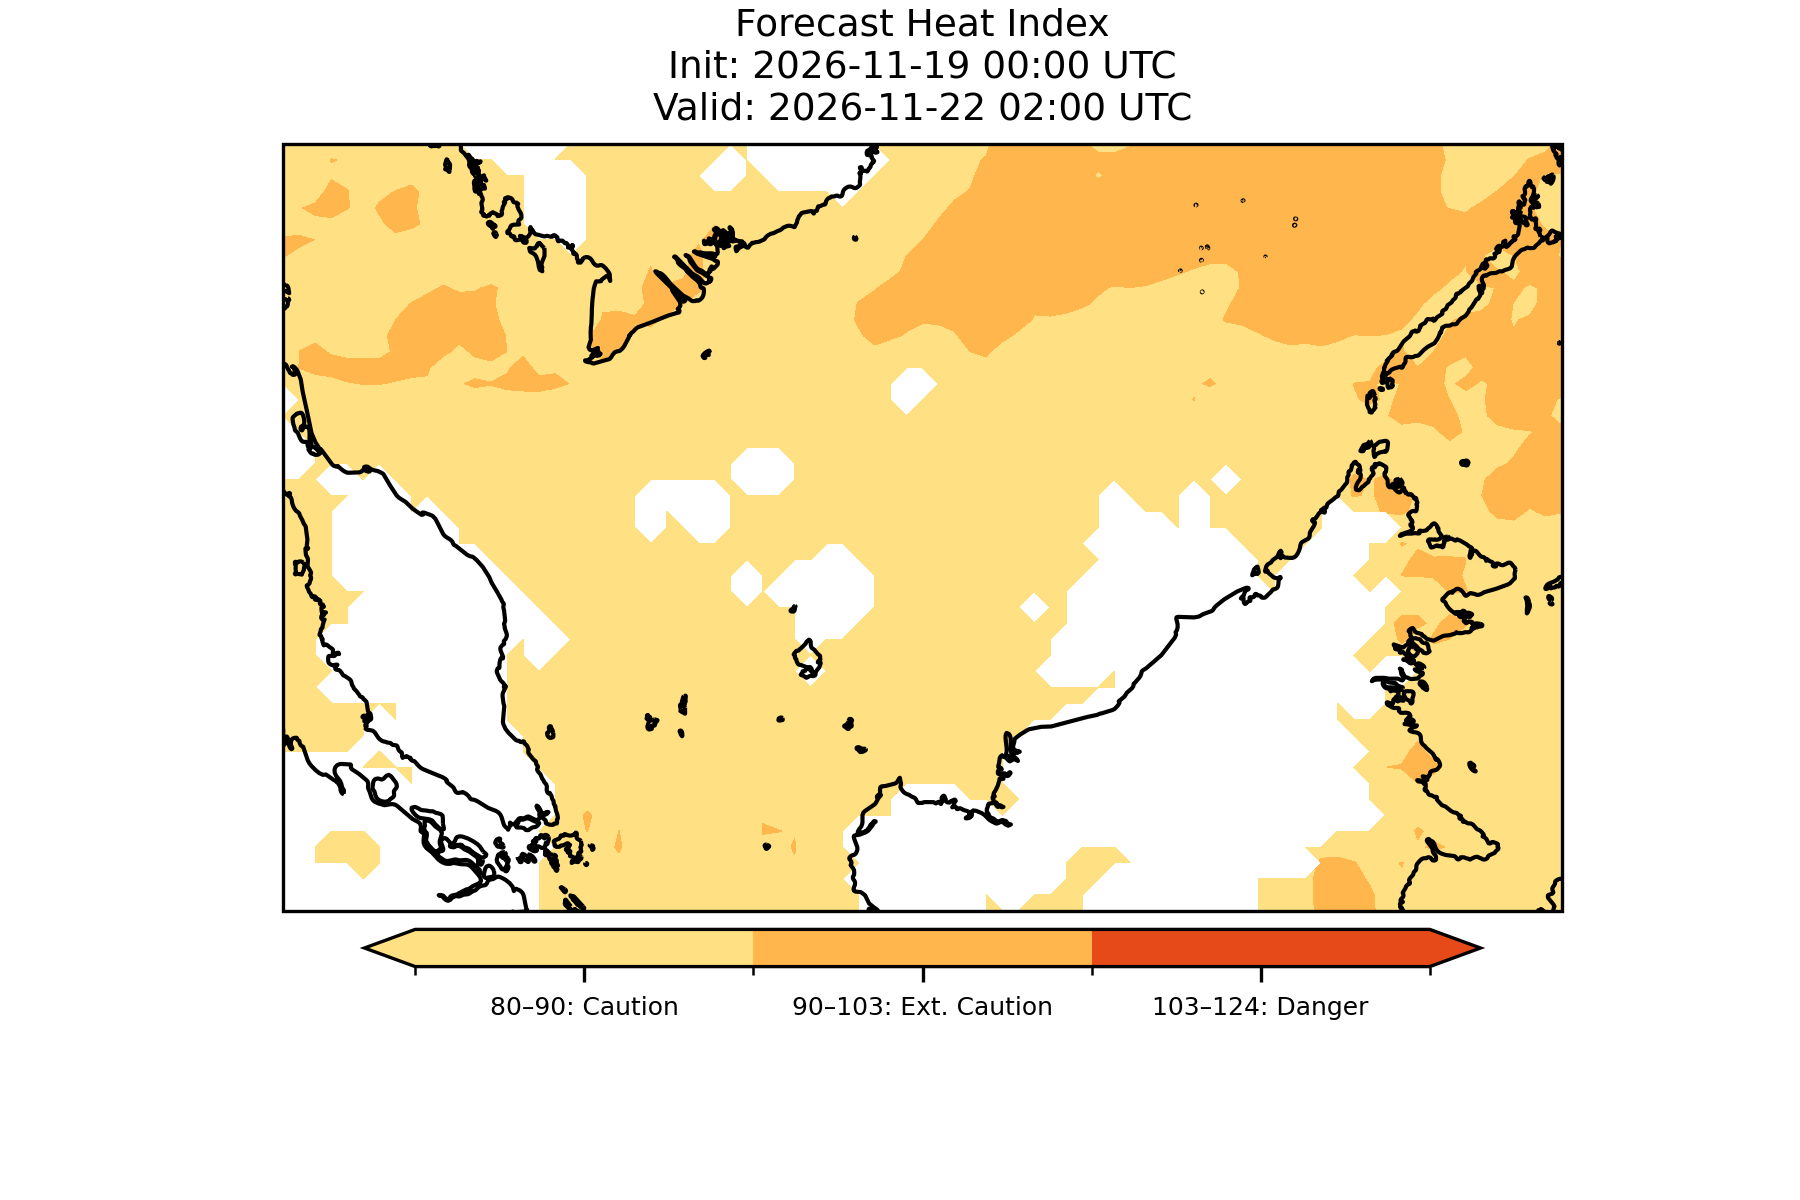 Forecast Heat Index
Init: 2026-11-19 00:00 UTC
Valid: 2026-11-22 02:00 UTC
80–90: Caution
90–103: Ext. Caution
103–124: Danger